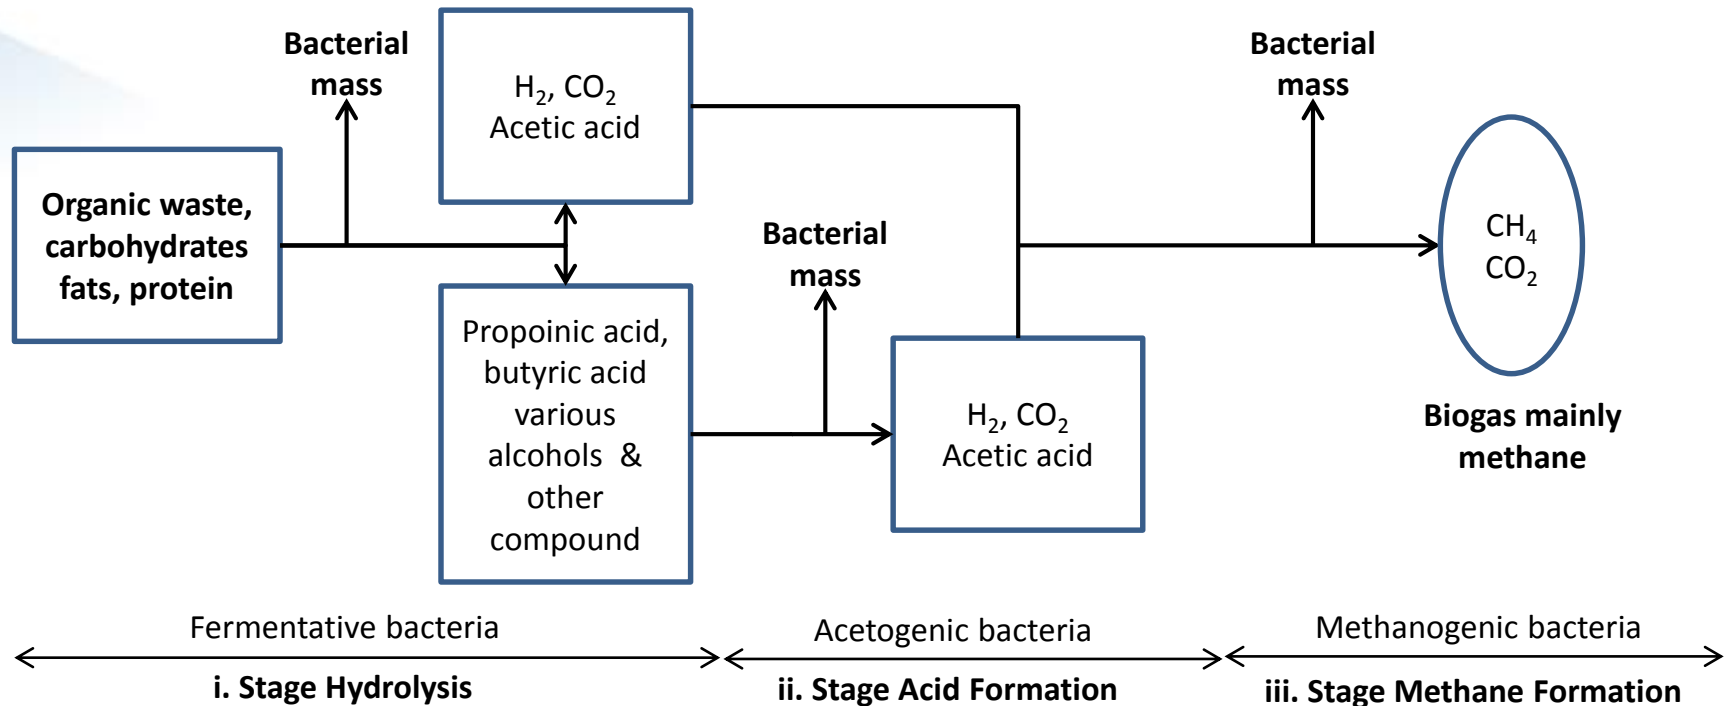 Organic waste,
carbohydrates
fats, protein
Bacterial
mass
H₂, CO₂
Acetic acid
Propoinic acid,
butyric acid
various
alcohols &
other
compound
Bacterial
mass
H₂, CO₂
Acetic acid
Bacterial
mass
CH₄
CO₂
Biogas mainly
methane
Fermentative bacteria
i. Stage Hydrolysis
Acetogenic bacteria
ii. Stage Acid Formation
Methanogenic bacteria
iii. Stage Methane Formation